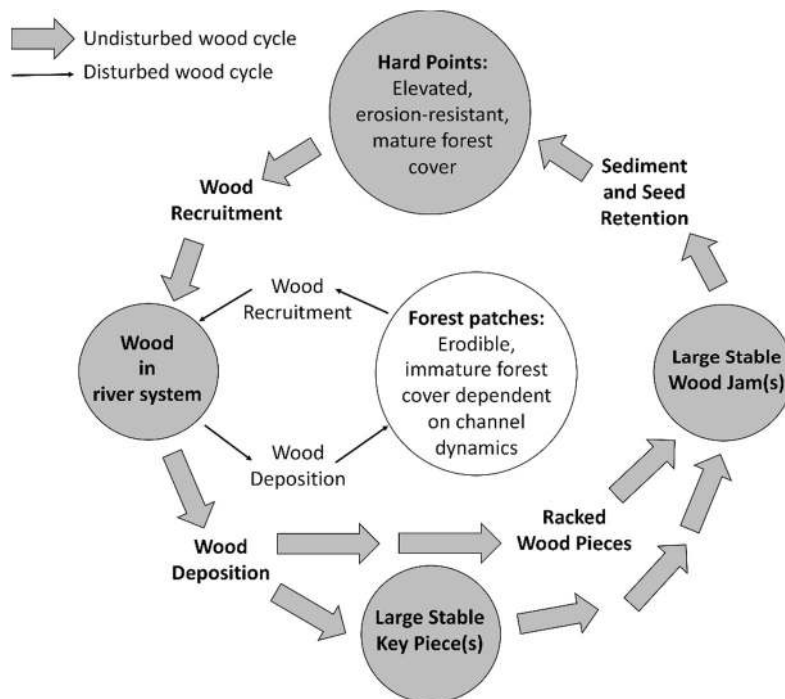 Undisturbed wood cycle
Disturbed wood cycle
Hard Points:
Elevated,
erosion-resistant,
mature forest
cover
Wood
Recruitment
Sediment
and Seed
Retention
Wood
Recruitment
Forest patches:
Erodible,
immature forest
cover dependent
on channel
dynamics
Wood
in
river system
Large Stable
Wood Jam(s)
Wood
Deposition
Wood
Deposition
Racked
Wood Pieces
Large Stable
Key Piece(s)